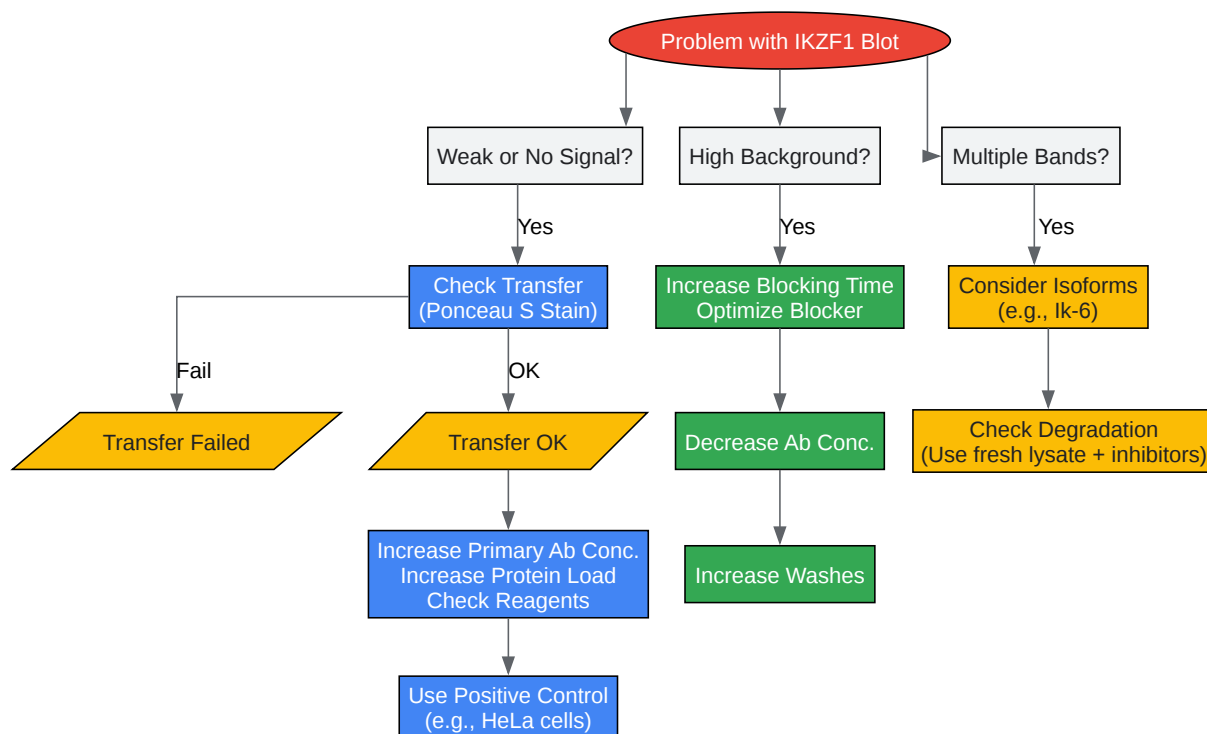 Problem with IKZF1 Blot
Weak or No Signal?
High Background?
Multiple Bands?
Yes
Yes
Yes
Check Transfer
(Ponceau S Stain)
Increase Blocking Time
Optimize Blocker
Consider Isoforms
(e.g., Ik-6)
Fail
OK
Transfer Failed
Transfer OK
Decrease Ab Conc.
Check Degradation
(Use fresh lysate + inhibitors)
Increase Primary Ab Conc.
Increase Protein Load
Check Reagents
Increase Washes
Use Positive Control
(e.g., HeLa cells)